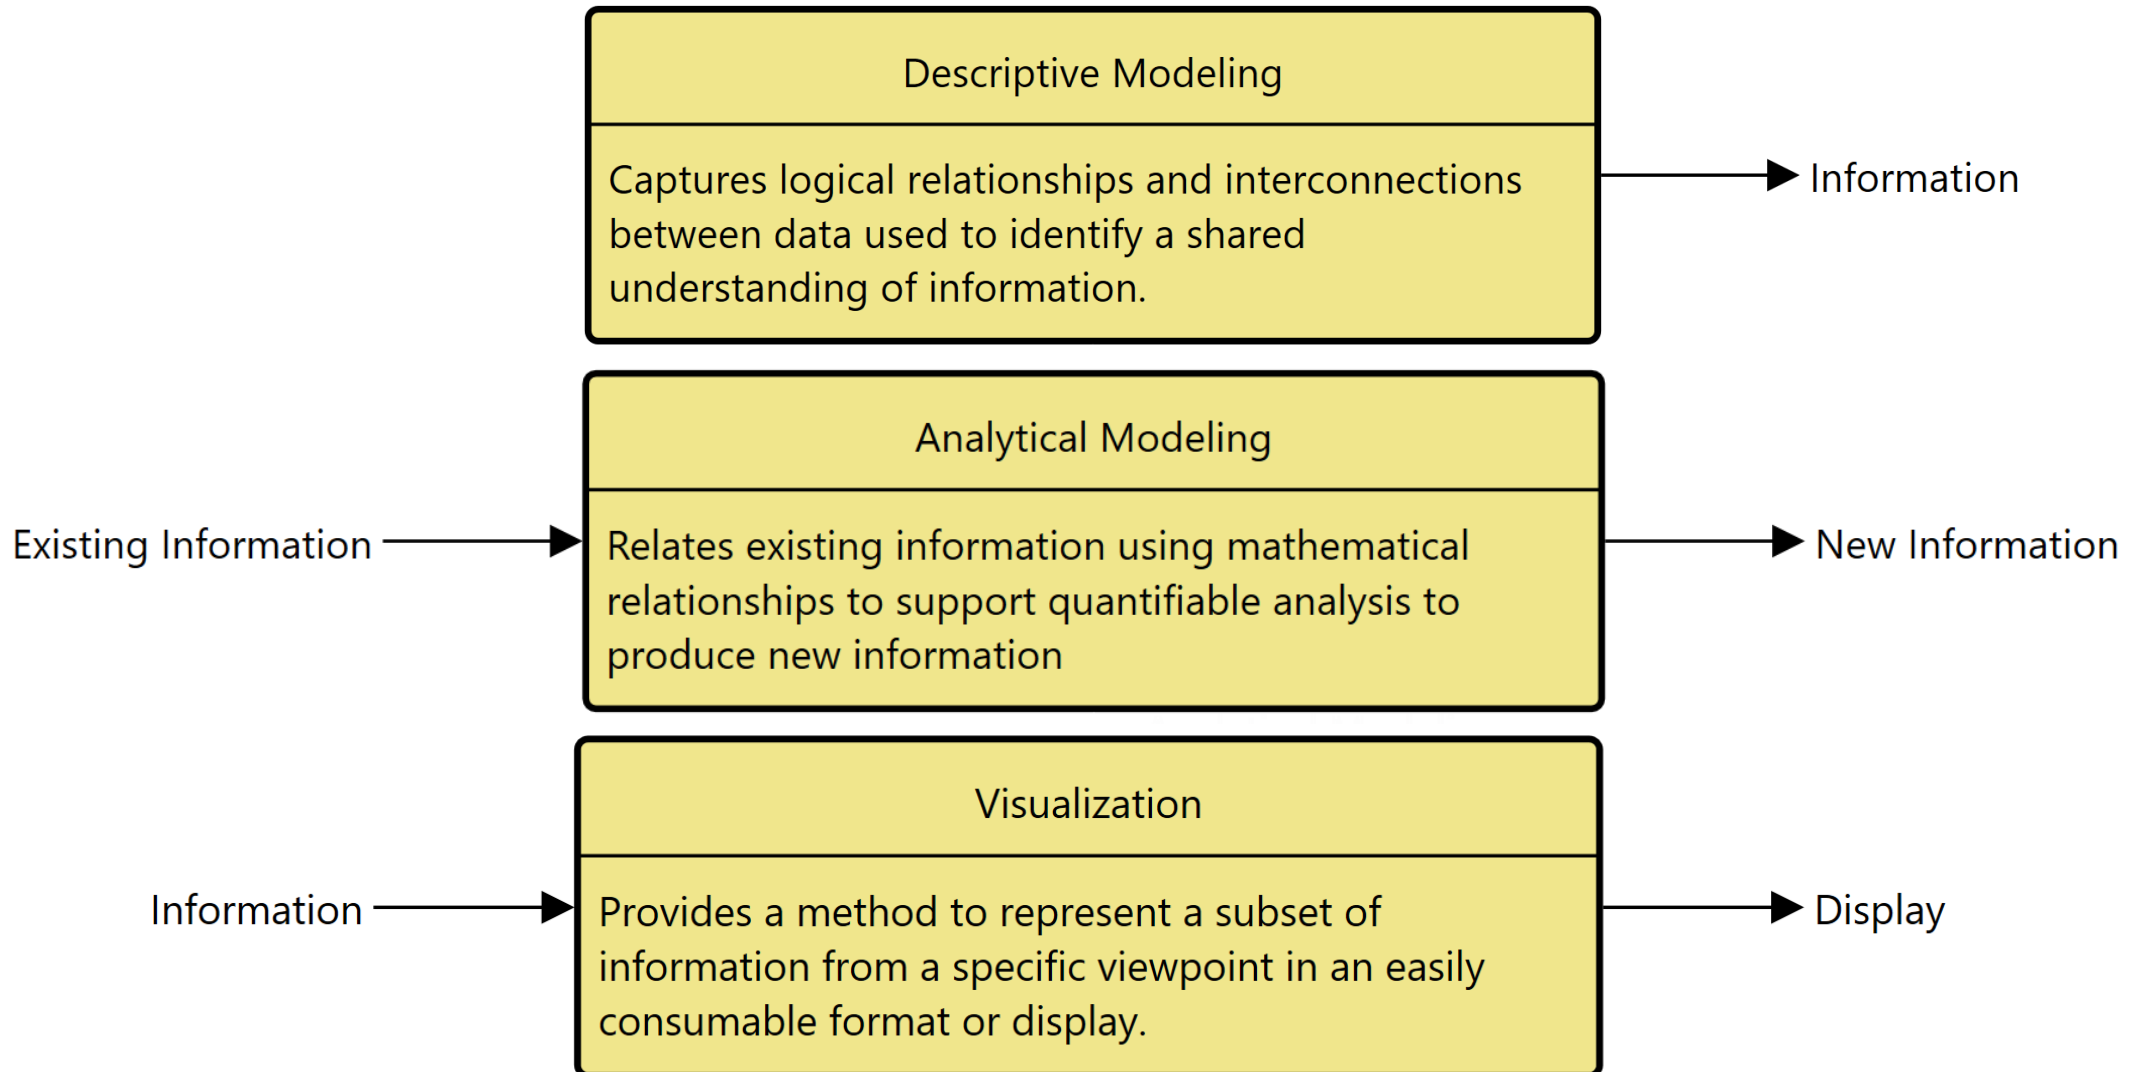 Descriptive Modeling
Captures logical relationships and interconnections
between data used to identify a shared
understanding of information.
Information
Analytical Modeling
Existing Information
Relates existing information using mathematical
relationships to support quantifiable analysis to
produce new information
New Information
Visualization
Information
Provides a method to represent a subset of
information from a specific viewpoint in an easily
consumable format or display.
Display